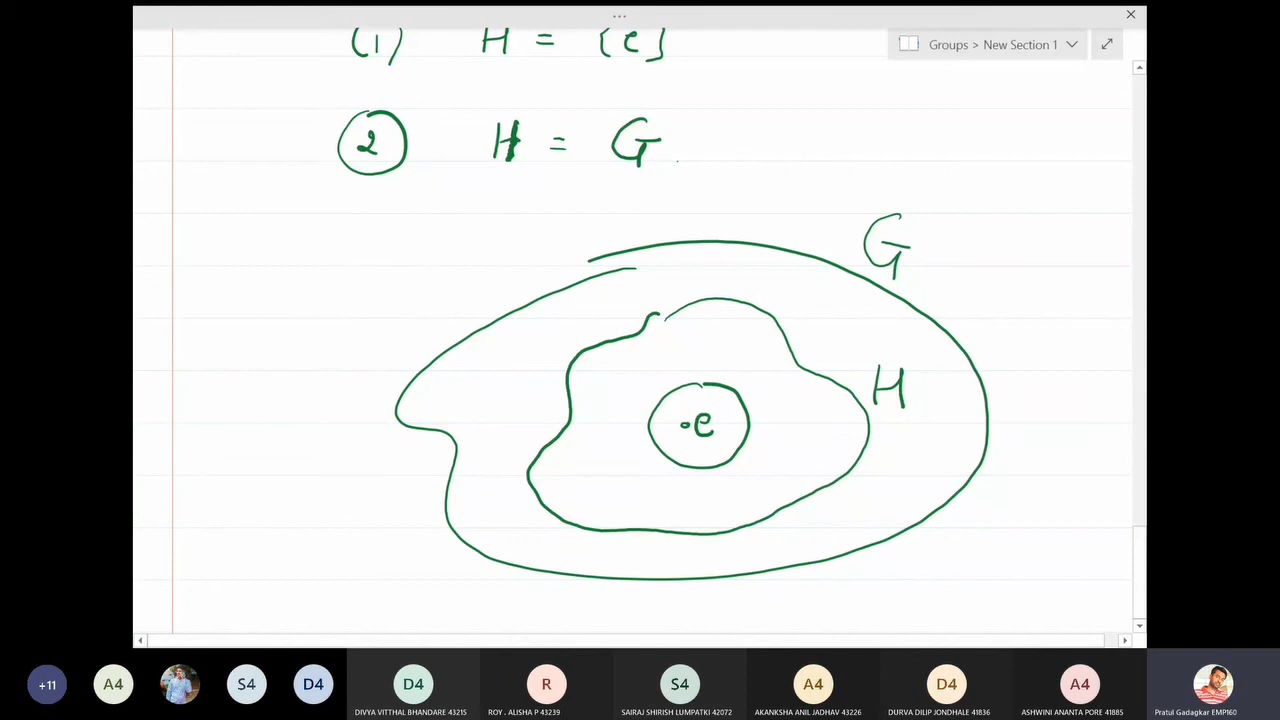 (1) H = {e}
Groups > New Section 1
2 H = G
G
H
e
+11 A4 S4 D4 D4 R S4 A4 D4 A4
DIVYA VITTHAL BHANDARE 43215 ROY . ALISHA P 43239 SAIRAJ SHIRISH LUMPATKI 42072 AKANKSHA ANIL JADHAV 43226 DURVA DILIP JONDHALE 41836 ASHWINI ANANTA PORE 41885 Pratul Gadagkar EMP160